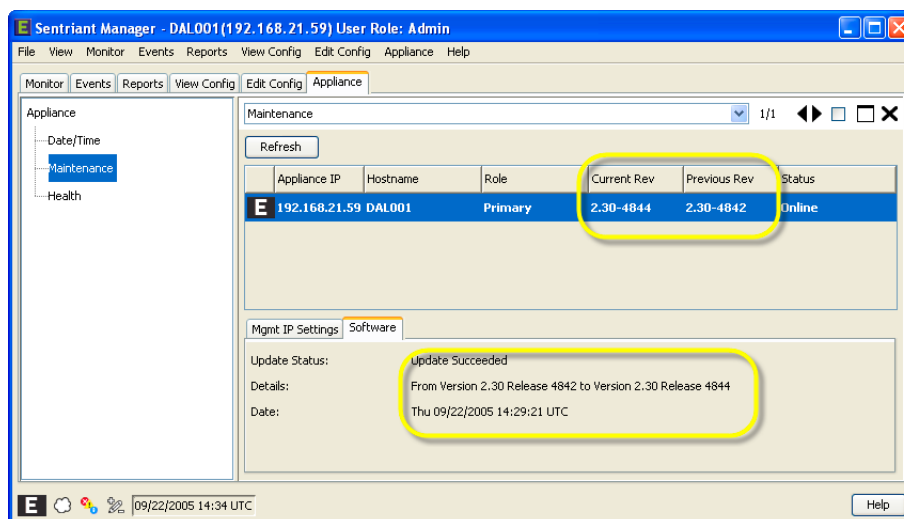 E Sentriant Manager - DAL001(192.168.21.59) User Role: Admin
File View Monitor Events Reports View Config Edit Config Appliance Help
Monitor Events Reports View Config Edit Config Appliance
Appliance
Date/Time
Maintenance
Health
Maintenance 1/1
Refresh
Appliance IP Hostname Role Current Rev Previous Rev Status
E 192.168.21.59 DAL001 Primary 2.30-4844 2.30-4842 Online
Mgmt IP Settings Software
Update Status: Update Succeeded
Details: From Version 2.30 Release 4842 to Version 2.30 Release 4844
Date: Thu 09/22/2005 14:29:21 UTC
E 09/22/2005 14:34 UTC Help